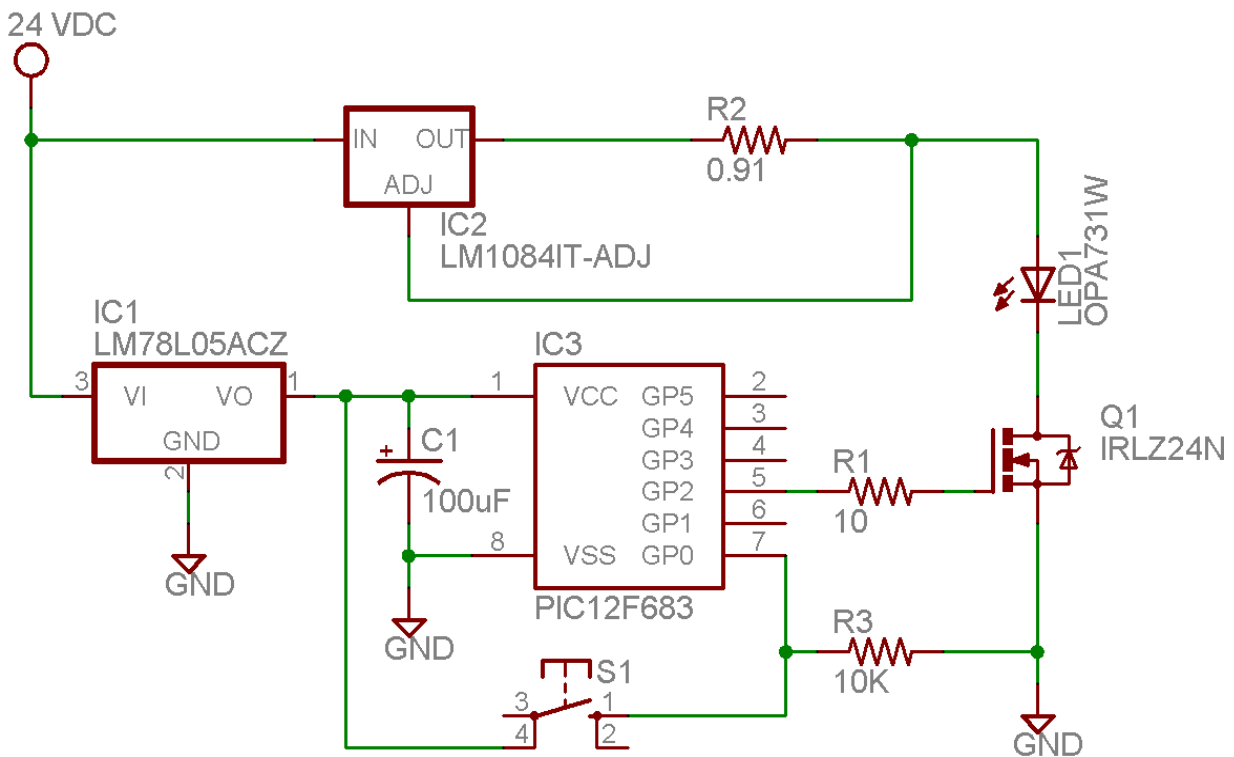 24 VDC
IN
OUT
ADJ
IC2
LM1084IT-ADJ
R2
0.91
LED1
OPA731W
IC1
LM78L05ACZ
3
VI
VO
1
GND
2
GND
C1
+
100uF
GND
IC3
1
VCC
GP5
2
GP4
3
GP3
4
GP2
5
GP1
6
8
VSS
GP0
7
PIC12F683
R1
10
Q1
IRLZ24N
R3
10K
GND
S1
3
1
4
2